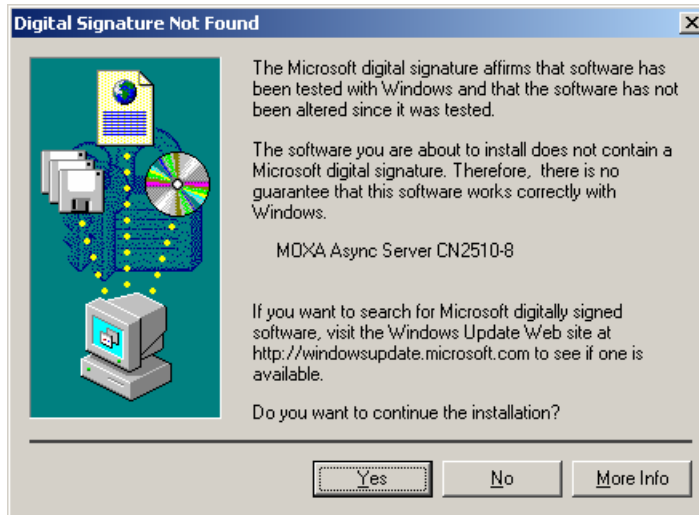 Digital Signature Not Found
The Microsoft digital signature affirms that software has
been tested with Windows and that the software has not
been altered since it was tested.
The software you are about to install does not contain a
Microsoft digital signature. Therefore,  there is no
guarantee that this software works correctly with
Windows.
MOXA Async Server CN2510-8
If you want to search for Microsoft digitally signed
software, visit the Windows Update Web site at
http://windowsupdate.microsoft.com to see if one is
available.
Do you want to continue the installation?
Yes
No
More Info